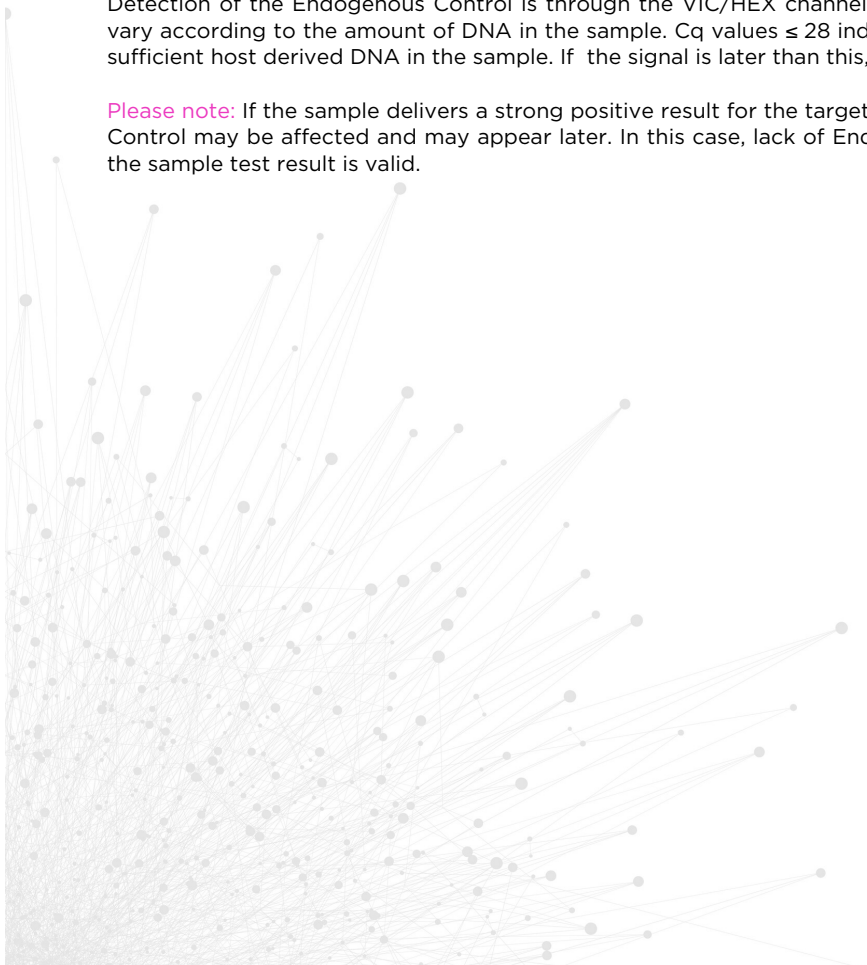 Detection of the Endogenous Control is through the VIC/HEX channel
vary according to the amount of DNA in the sample. Cq values ≤ 28 ind
sufficient host derived DNA in the sample. If the signal is later than this,
Please note: If the sample delivers a strong positive result for the target
Control may be affected and may appear later. In this case, lack of End
the sample test result is valid.